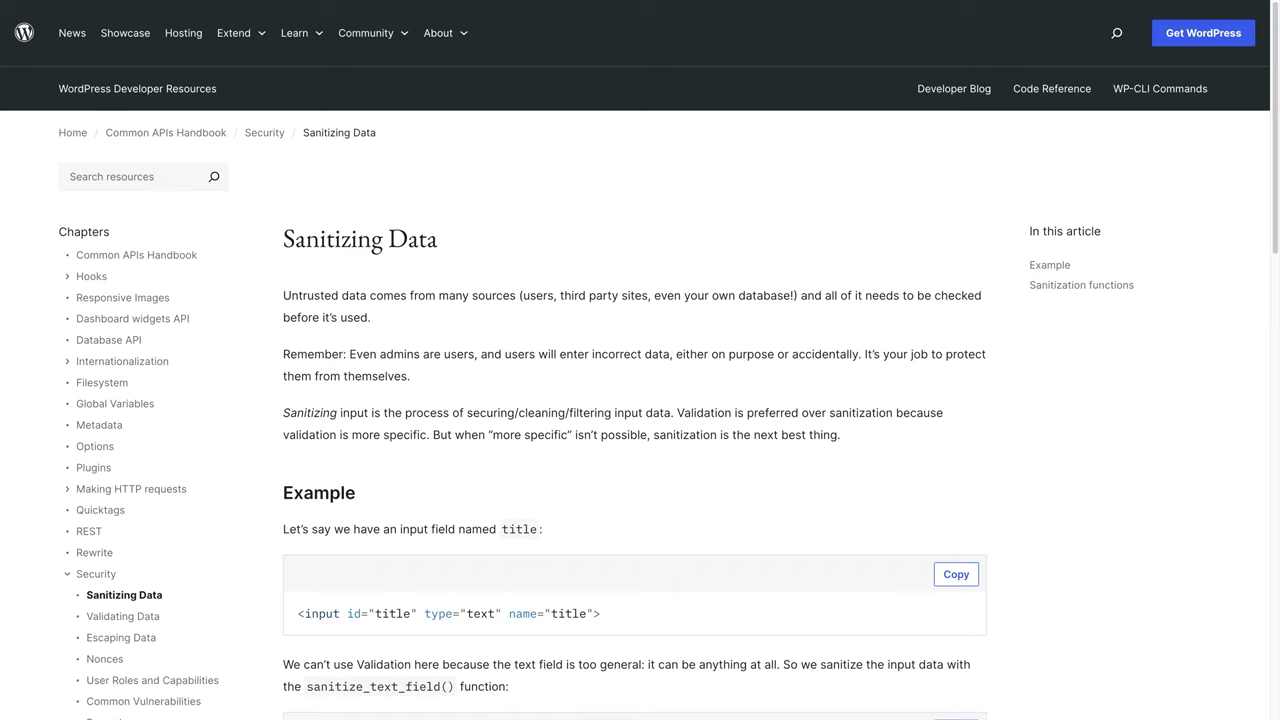 News Showcase Hosting Extend Learn Community About Get WordPress
WordPress Developer Resources Developer Blog Code Reference WP-CLI Commands
Home / Common APIs Handbook / Security / Sanitizing Data
Search resources
Chapters
• Common APIs Handbook
Hooks
• Responsive Images
• Dashboard widgets API
• Database API
Internationalization
• Filesystem
• Global Variables
• Metadata
• Options
• Plugins
Making HTTP requests
• Quicktags
• REST
• Rewrite
Security
• Sanitizing Data
• Validating Data
• Escaping Data
• Nonces
• User Roles and Capabilities
• Common Vulnerabilities
Sanitizing Data
Untrusted data comes from many sources (users, third party sites, even your own database!) and all of it needs to be checked
before it’s used.
Remember: Even admins are users, and users will enter incorrect data, either on purpose or accidentally. It’s your job to protect
them from themselves.
Sanitizing input is the process of securing/cleaning/filtering input data. Validation is preferred over sanitization because
validation is more specific. But when “more specific” isn’t possible, sanitization is the next best thing.
Example
Let’s say we have an input field named title:
Copy
<input id="title" type="text" name="title">
We can’t use Validation here because the text field is too general: it can be anything at all. So we sanitize the input data with
the sanitize_text_field() function:
In this article
Example
Sanitization functions